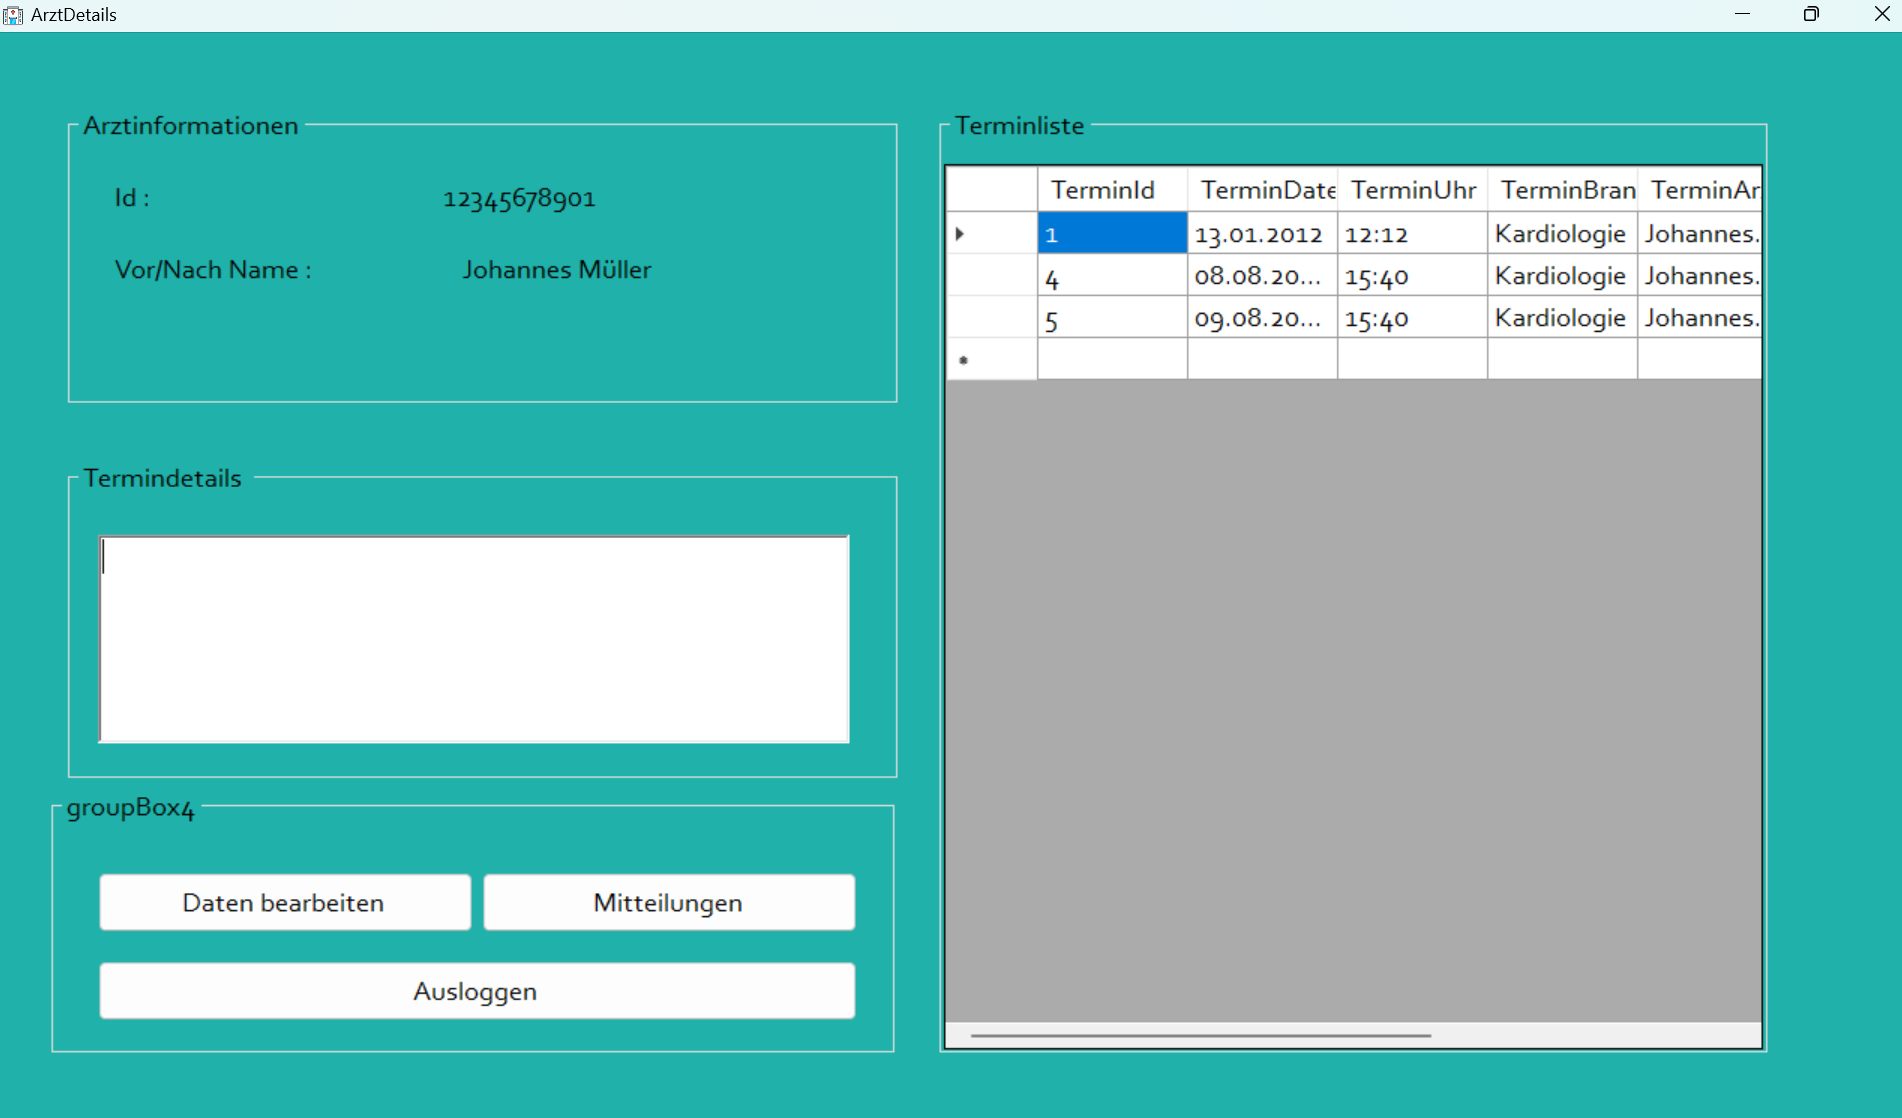 ArztDetails
Arztinformationen
Id :
12345678901
Vor/Nach Name :
Johannes Müller
Termindetails
groupBox4
Daten bearbeiten
Mitteilungen
Ausloggen
Terminliste
TerminId TerminDate TerminUhr TerminBran TerminAr
1 13.01.2012 12:12 Kardiologie Johannes.
4 08.08.20... 15:40 Kardiologie Johannes.
5 09.08.20... 15:40 Kardiologie Johannes.